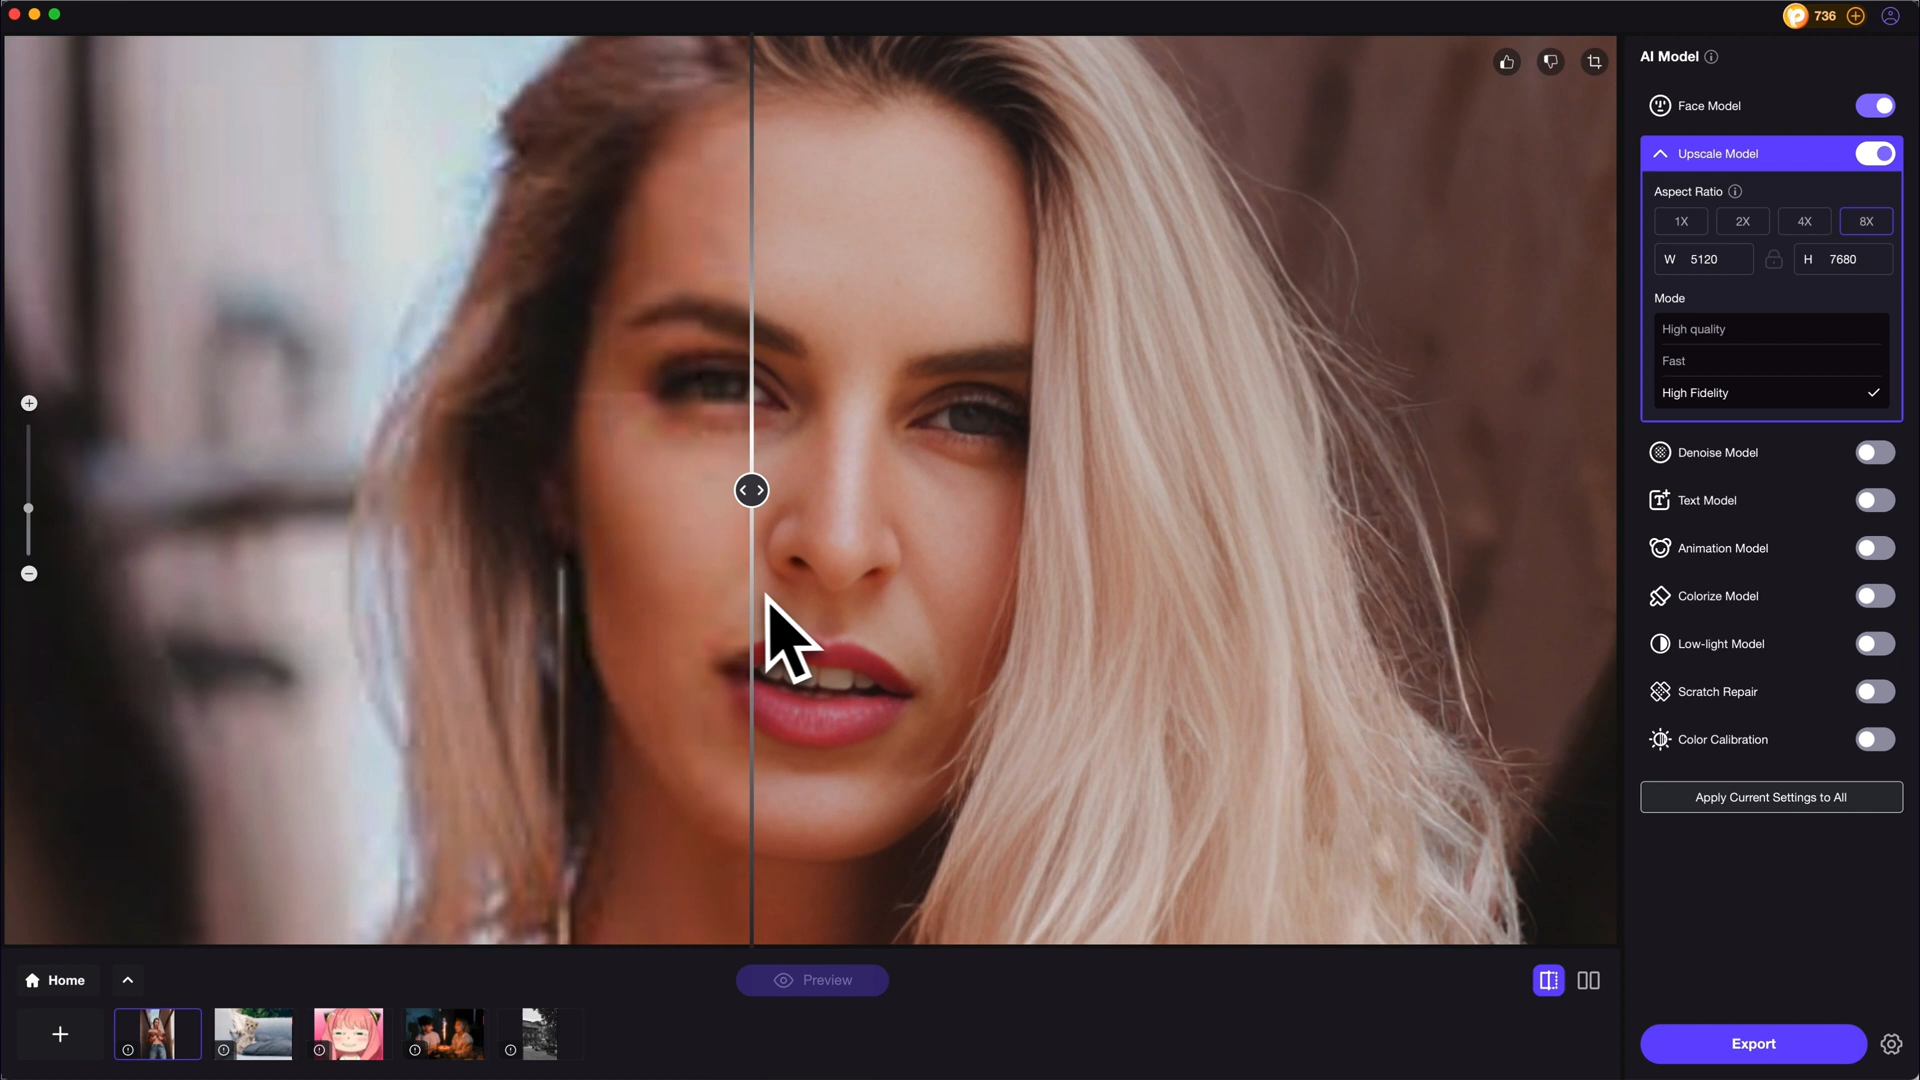 736
AI Model
Face Model
Upscale Model
Aspect Ratio
1X 2X 4X 8X
W 5120 H 7680
Mode
High quality
Fast
High Fidelity
Denoise Model
Text Model
Animation Model
Colorize Model
Low-light Model
Scratch Repair
Color Calibration
Apply Current Settings to All
Home
Preview
Export